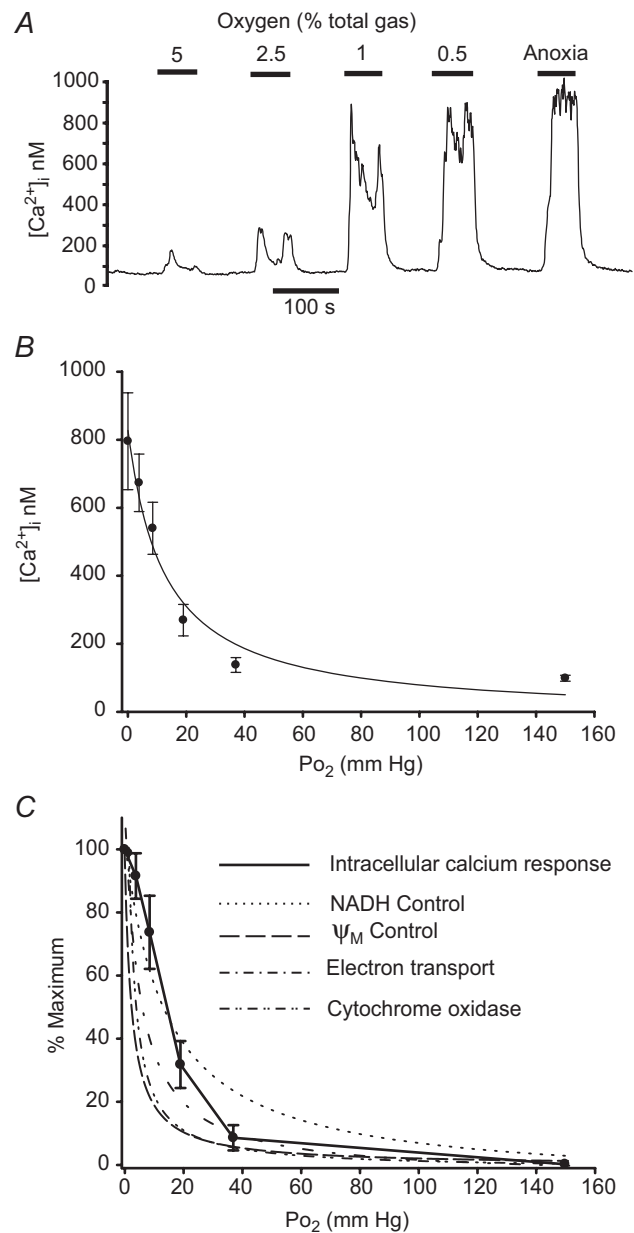 A
Oxygen (% total gas)
5 2.5 1 0.5 Anoxia
1000
800
600
400
200
0
[Ca²⁺]ᵢ nM
100 s
B
1000
800
600
400
200
0
[Ca²⁺]ᵢ nM
0 20 40 60 80 100 120 140 160
Po₂ (mm Hg)
C
100
80
60
40
20
0
% Maximum
Intracellular calcium response
NADH Control
Ψ_M Control
Electron transport
Cytochrome oxidase
0 20 40 60 80 100 120 140 160
Po₂ (mm Hg)